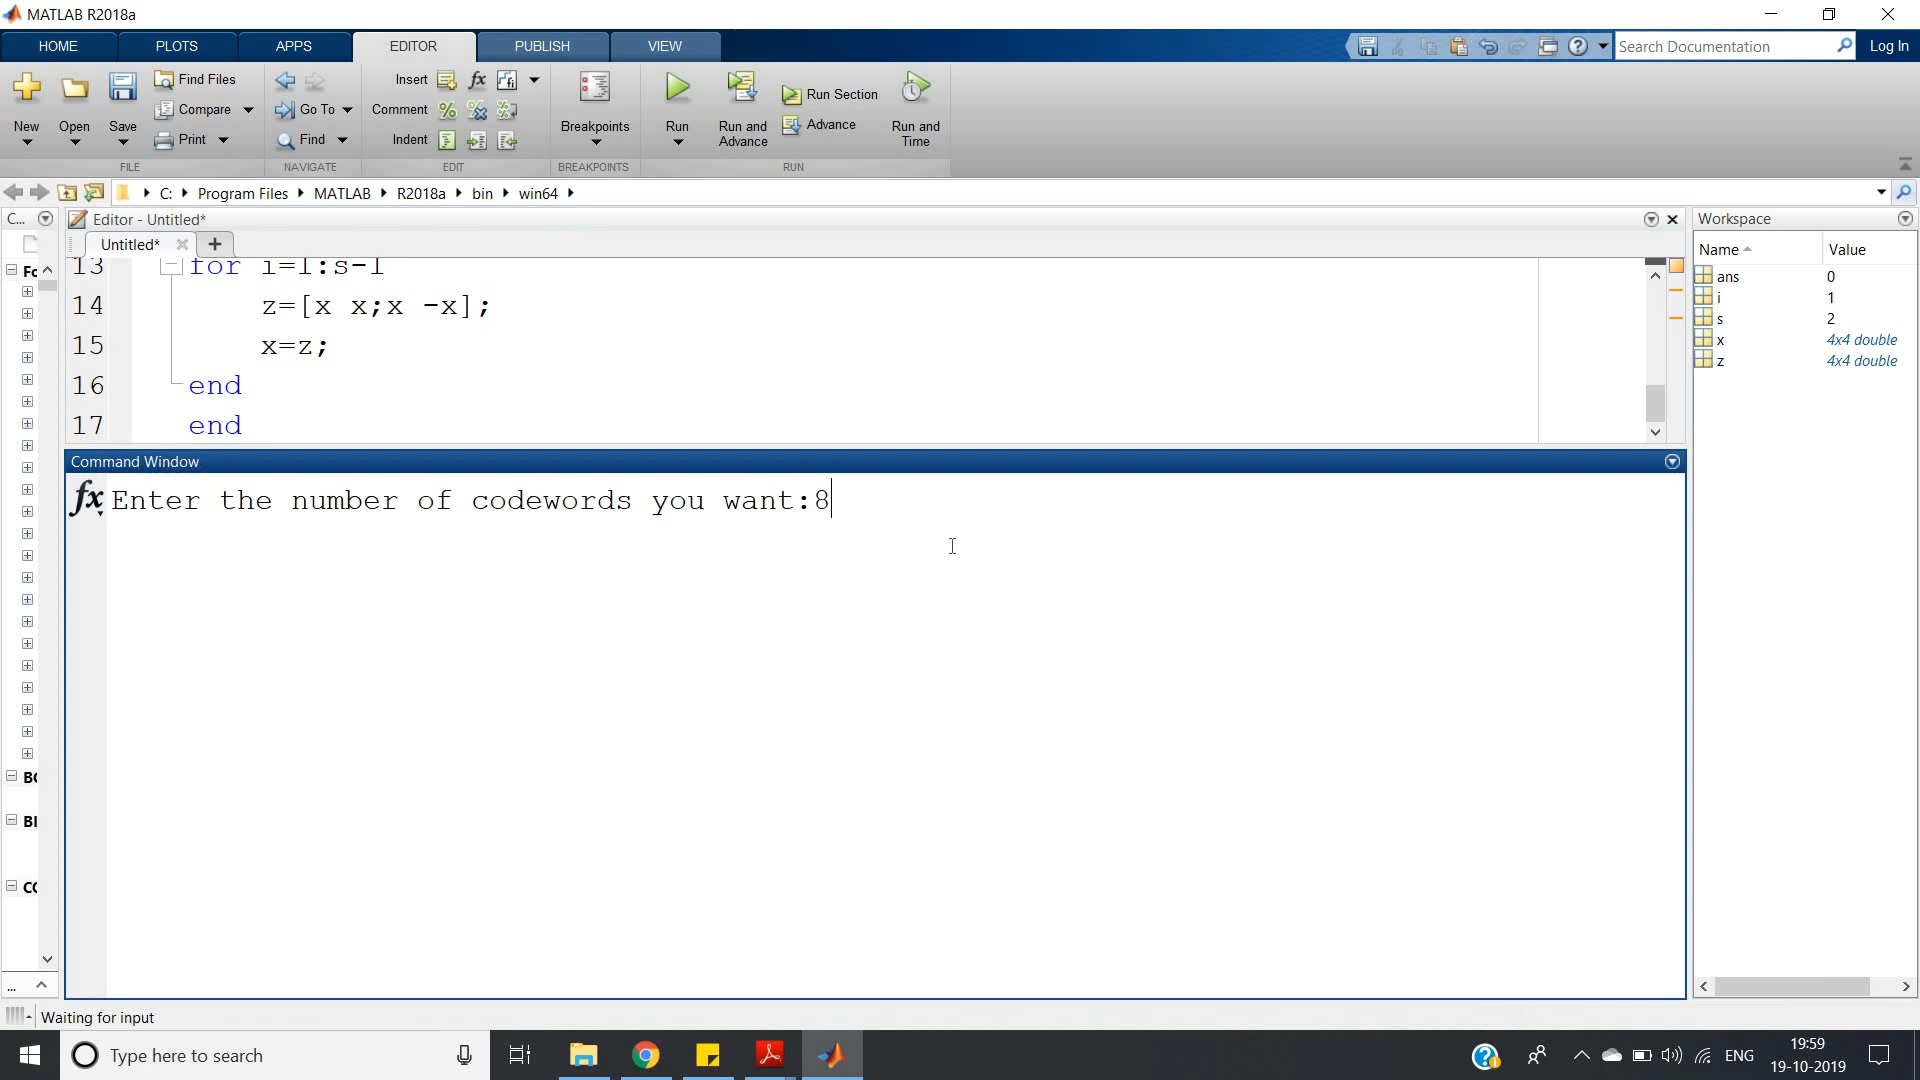 MATLAB R2018a
HOME PLOTS APPS EDITOR PUBLISH VIEW Search Documentation Log In
Find Files Insert fx
Compare Go To Comment Run Section
Print Find Indent Advance
New Open Save Breakpoints Run Run and Advance Run and Time
FILE NAVIGATE EDIT BREAKPOINTS RUN
C: Program Files MATLAB R2018a bin win64
C... Editor - Untitled* Workspace
Untitled* + Name Value
ans 0
i 1
s 2
x 4x4 double
z 4x4 double
13 for i=1:s-1
14 z=[x x;x -x];
15 x=z;
16 end
17 end
Command Window
fx Enter the number of codewords you want:8
...
Waiting for input
Type here to search ENG 19:59
19-10-2019